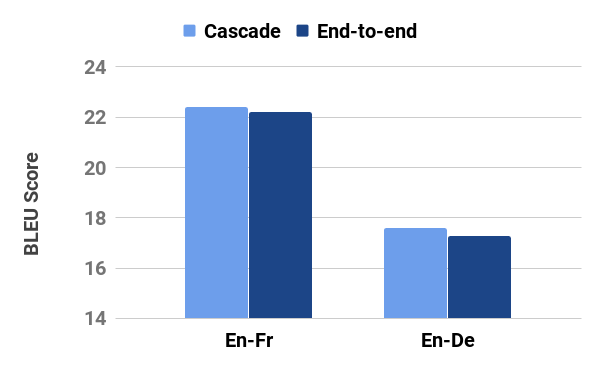 Cascade End-to-end
24
22
20
18
16
14
BLEU Score
En-Fr En-De